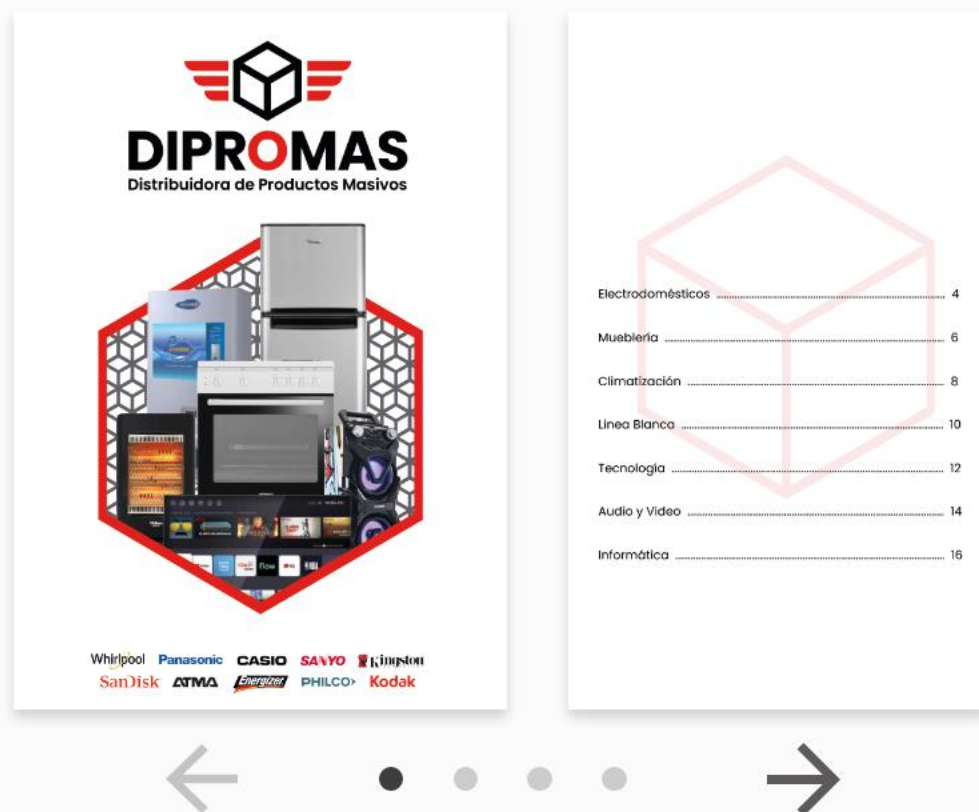 DIPROMAS
Distribuidora de Productos Masivos
Whirlpool Panasonic CASIO SANYO Kingston
SanDisk ATMA Energizer PHILCO Kodak
Electrodomésticos 4
Mueblería 6
Climatización 8
Linea Blanca 10
Tecnología 12
Audio y Video 14
Informática 16